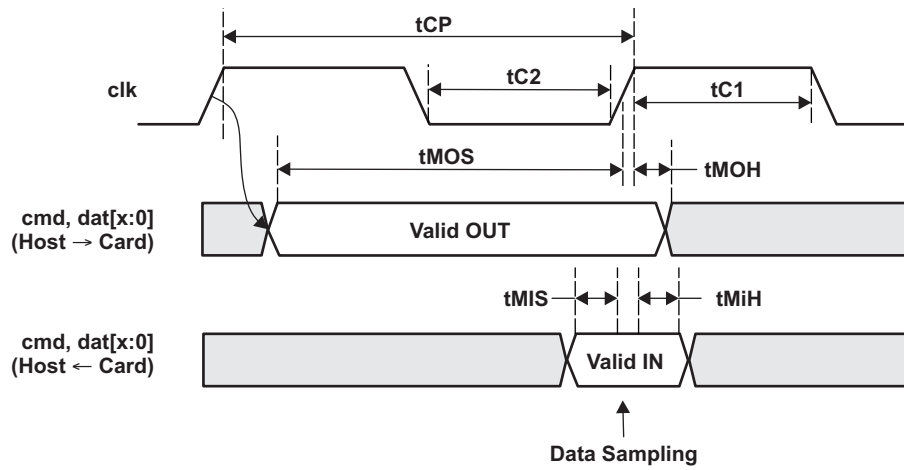 tCP
clk
tC2
tC1
tMOS
tMOH
cmd, dat[x:0]
(Host → Card)
Valid OUT
tMIS
tMiH
cmd, dat[x:0]
(Host ← Card)
Valid IN
Data Sampling